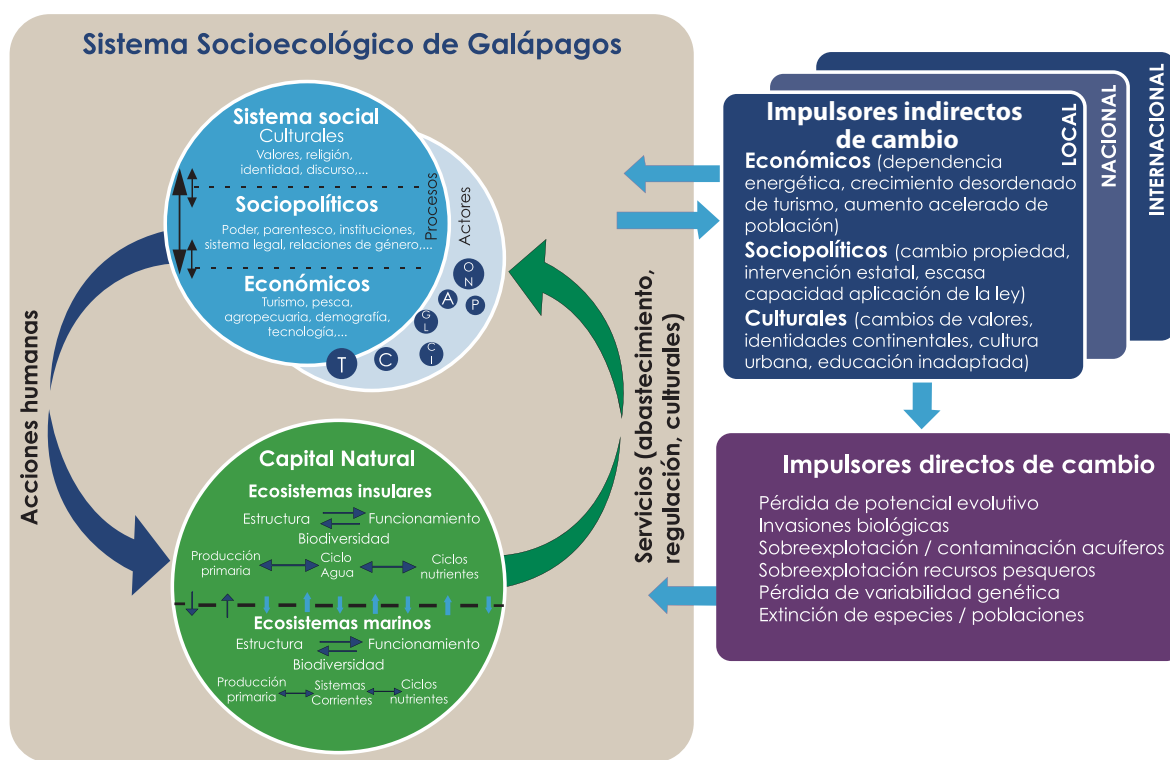 Sistema Socioecológico de Galápagos
Sistema social
Culturales
Valores, religión,
identidad, discurso,...
Sociopolíticos
Poder, parentesco, instituciones,
sistema legal, relaciones de género,...
Económicos
Turismo, pesca,
agropecuaria, demografía,
tecnología,...
Procesos
Actores
ON
P
A
GL
CI
C
T
Acciones humanas
Servicios (abastecimiento,
regulación, culturales)
Capital Natural
Ecosistemas insulares
Estructura
Funcionamiento
Biodiversidad
Producción
primaria
Ciclo
Agua
Ciclos
nutrientes
Ecosistemas marinos
Estructura
Funcionamiento
Biodiversidad
Producción
primaria
Sistemas
Corrientes
Ciclos
nutrientes
Impulsores indirectos
de cambio
Económicos (dependencia
energética, crecimiento desordenado
de turismo, aumento acelerado de
población)
Sociopolíticos (cambio propiedad,
intervención estatal, escasa
capacidad aplicación de la ley)
Culturales (cambios de valores,
identidades continentales, cultura
urbana, educación inadaptada)
LOCAL
NACIONAL
INTERNACIONAL
Impulsores directos de cambio
Pérdida de potencial evolutivo
Invasiones biológicas
Sobreexplotación / contaminación acuíferos
Sobreexplotación recursos pesqueros
Pérdida de variabilidad genética
Extinción de especies / poblaciones